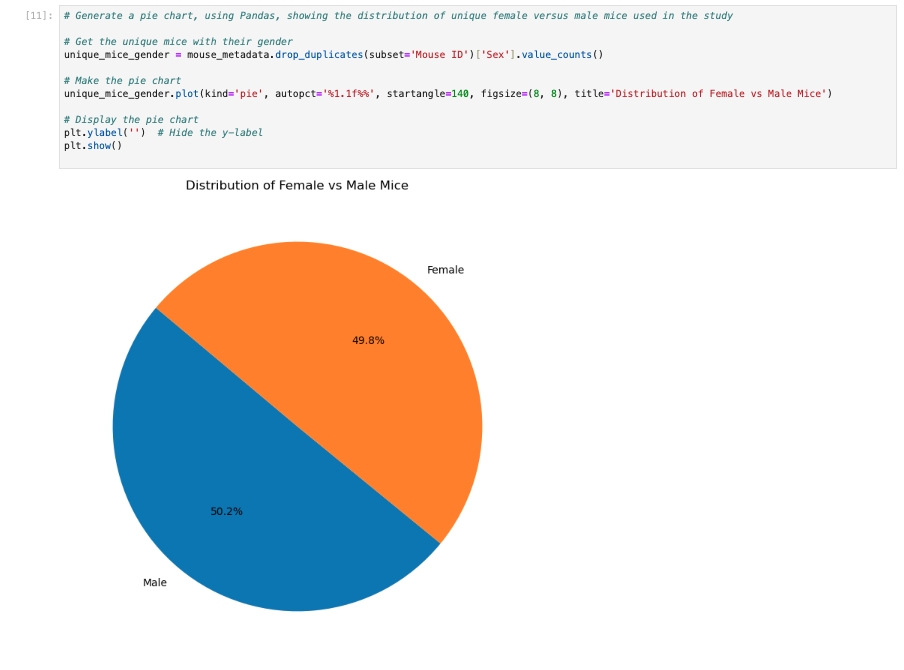 [11]: # Generate a pie chart, using Pandas, showing the distribution of unique female versus male mice used in the study
# Get the unique mice with their gender
unique_mice_gender = mouse_metadata.drop_duplicates(subset='Mouse ID')['Sex'].value_counts()
# Make the pie chart
unique_mice_gender.plot(kind='pie', autopct='%1.1f%%', startangle=140, figsize=(8, 8), title='Distribution of Female vs Male Mice')
# Display the pie chart
plt.ylabel('')  # Hide the y-label
plt.show()
Distribution of Female vs Male Mice
Female
49.8%
50.2%
Male